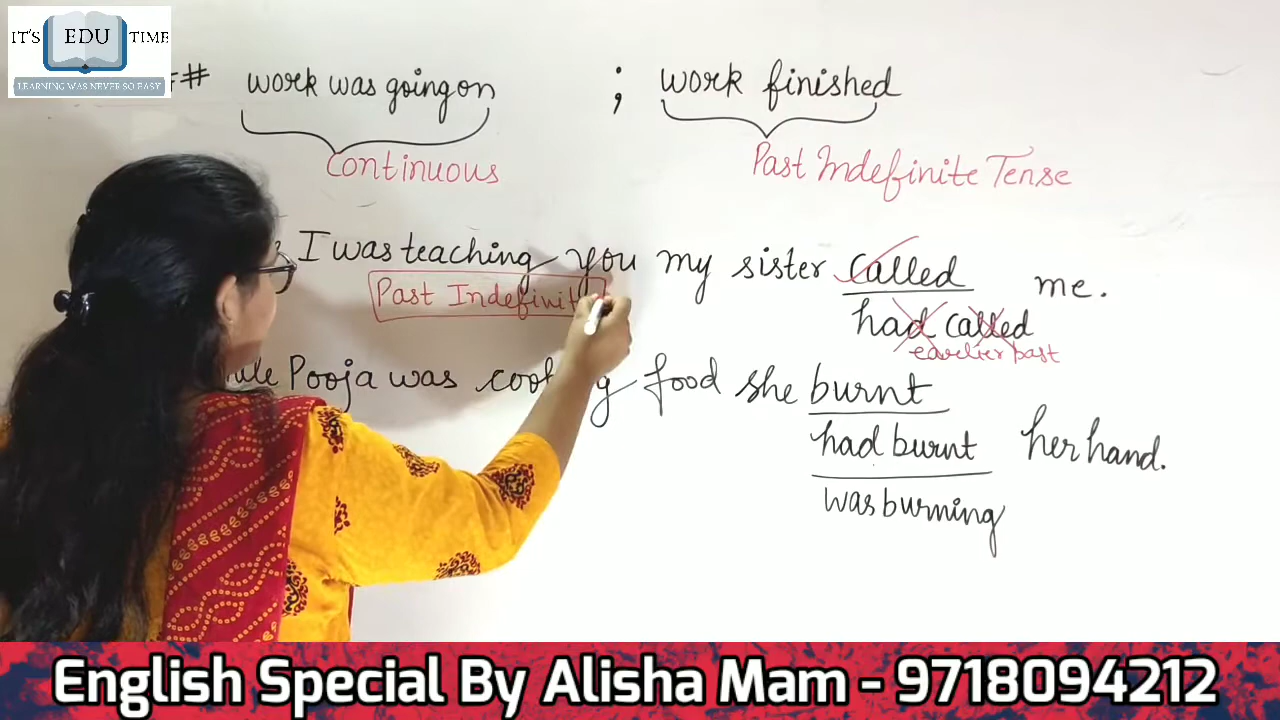 IT'S EDU TIME
LEARNING WAS NEVER SO EASY
# work was going on ; work finished
Continuous Past Indefinite Tense
I was teaching you my sister called me.
Past Indefinit
had called
earlier past
Pooja was food she burnt
had burnt her hand.
was burning
English Special By Alisha Mam - 9718094212